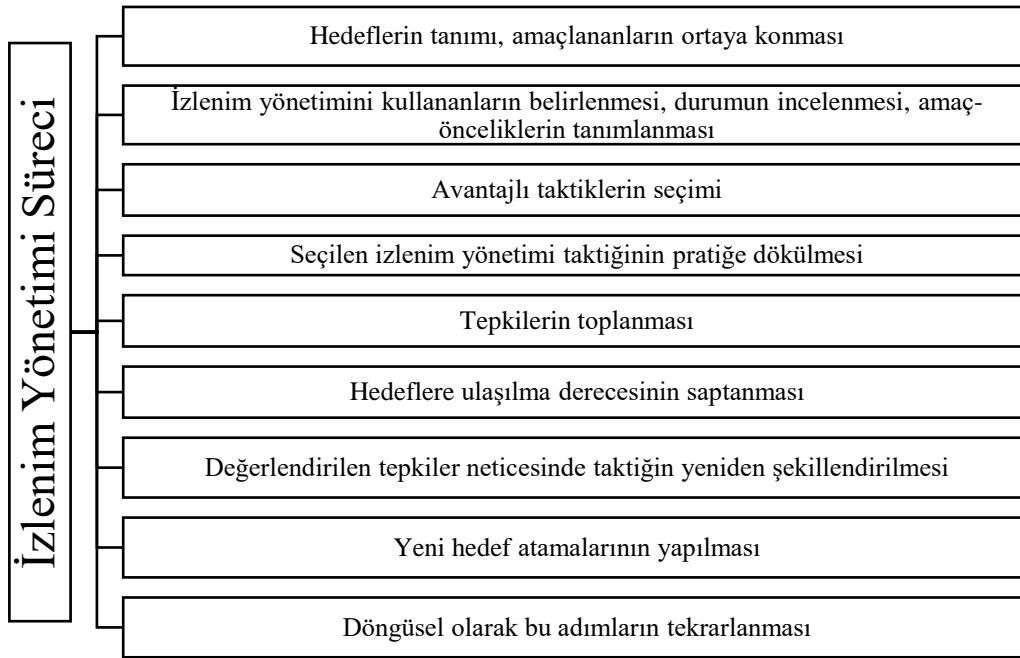 İzlenim Yönetimi Süreci
Hedeflerin tanımı, amaçlananların ortaya konması
İzlenim yönetimini kullananların belirlenmesi, durumun incelenmesi, amaç-
önceliklerin tanımlanması
Avantajlı taktiklerin seçimi
Seçilen izlenim yönetimi taktiğinin pratiğe dökülmesi
Tepkilerin toplanması
Hedeflere ulaşılma derecesinin saptanması
Değerlendirilen tepkiler neticesinde taktiğin yeniden şekillendirilmesi
Yeni hedef atamalarının yapılması
Döngüsel olarak bu adımların tekrarlanması